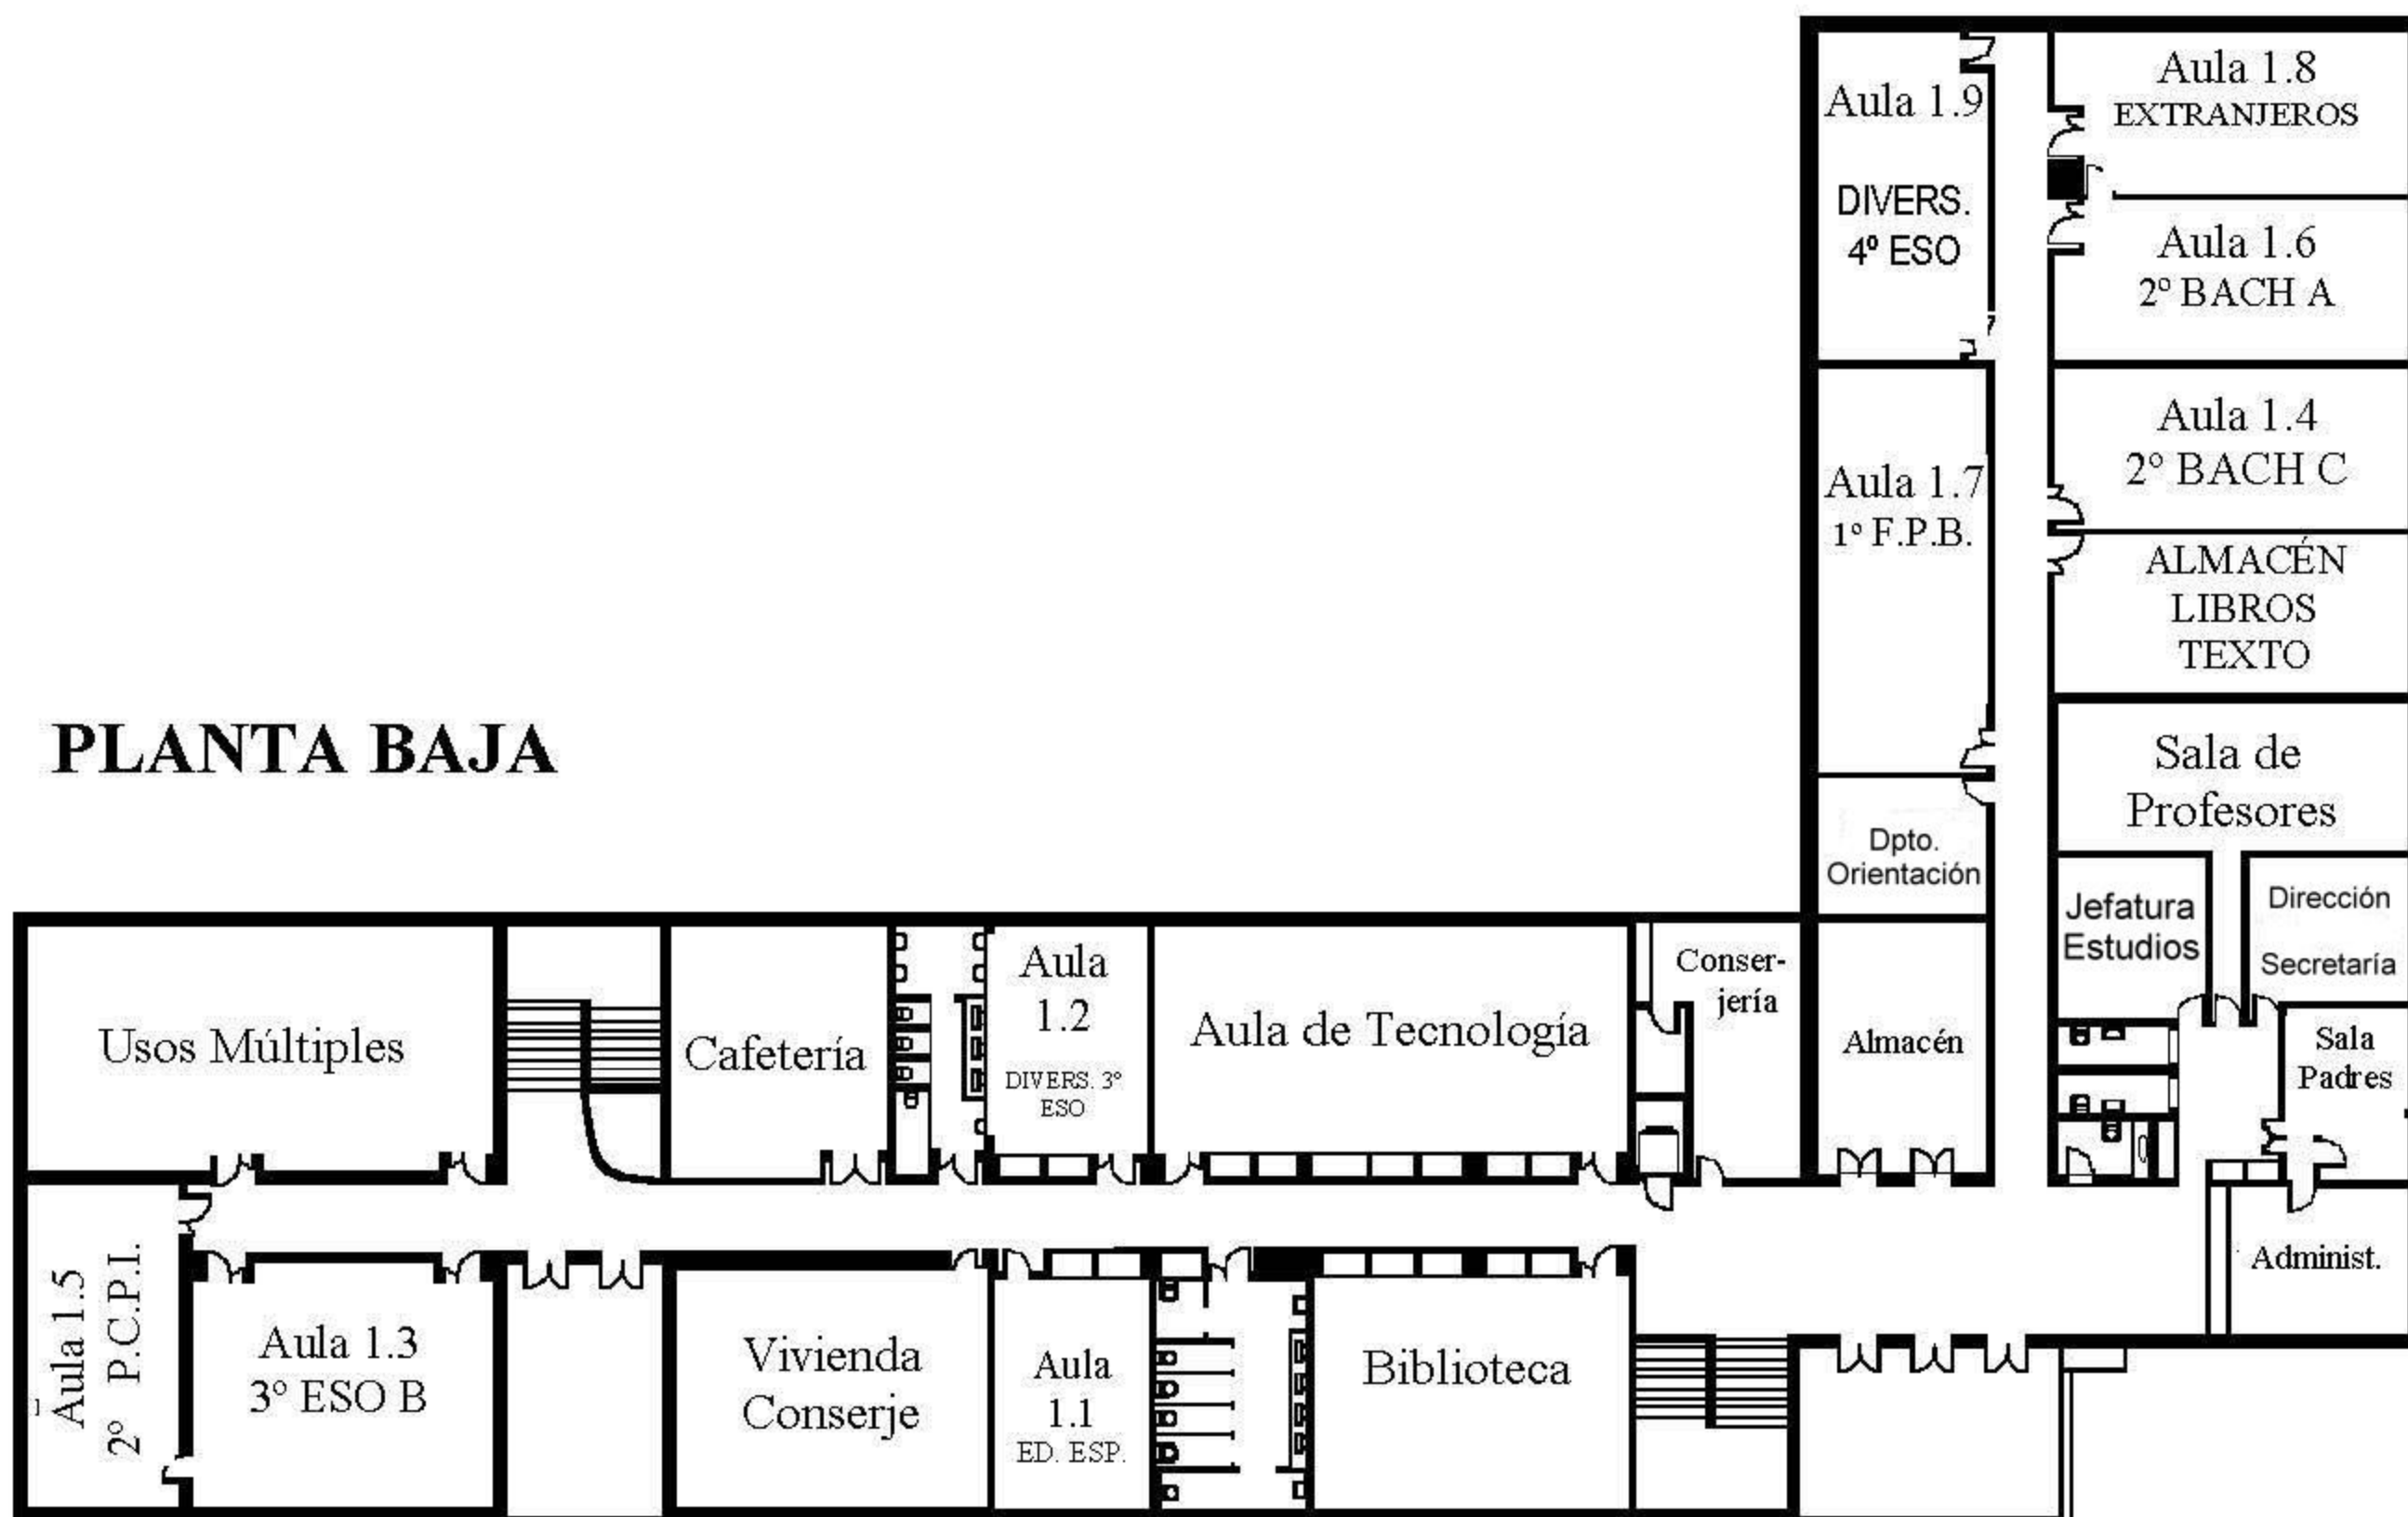 Aula 1.9
DIVERS.
4º ESO
Aula 1.8
EXTRANJEROS
Aula 1.6
2º BACH A
Aula 1.4
2º BACH C
Aula 1.7
1º F.P.B.
ALMACÉN
LIBROS
TEXTO
PLANTA BAJA
Sala de
Profesores
Dpto.
Orientación
Jefatura
Estudios
Dirección
Secretaría
Usos Múltiples
Cafetería
Aula
1.2
DIVERS. 3º
ESO
Aula de Tecnología
Conser-
jería
Almacén
Sala
Padres
Aula 1.5
2º P.C.P.I.
Aula 1.3
3º ESO B
Vivienda
Conserje
Aula
1.1
ED. ESP.
Biblioteca
Administ.